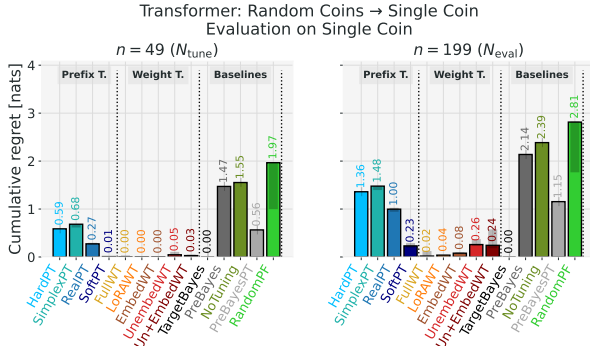 Transformer: Random Coins → Single Coin
Evaluation on Single Coin
n = 49 (N_tune)
n = 199 (N_eval)
Cumulative regret [nats]
4
3
2
1
0
Prefix T.
Weight T.
Baselines
0.59
0.68
0.27
0.01
0.00
0.00
0.00
0.05
0.03
0.00
1.47
1.55
0.56
1.97
HardPT
SimplexPT
RealPT
SoftPT
FullWT
LoRAWT
EmbedWT
UnembedWT
Un+EmbedWT
TargetBayes
PreBayes
NoTuning
PreBayesPT
RandomPF
Prefix T.
Weight T.
Baselines
1.36
1.48
1.00
0.23
0.02
0.04
0.08
0.26
0.24
0.00
2.14
2.39
1.15
2.81
HardPT
SimplexPT
RealPT
SoftPT
FullWT
LoRAWT
EmbedWT
UnembedWT
Un+EmbedWT
TargetBayes
PreBayes
NoTuning
PreBayesPT
RandomPF